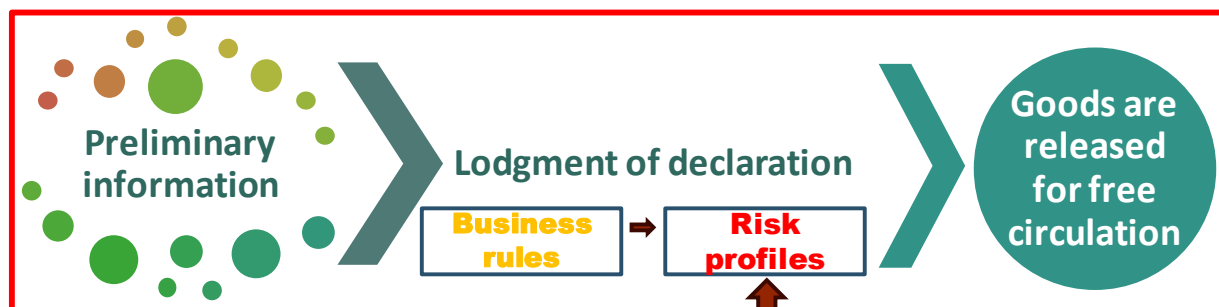 Preliminary
information
Lodgment of declaration
Business
rules
Risk
profiles
Goods are
released
for free
circulation